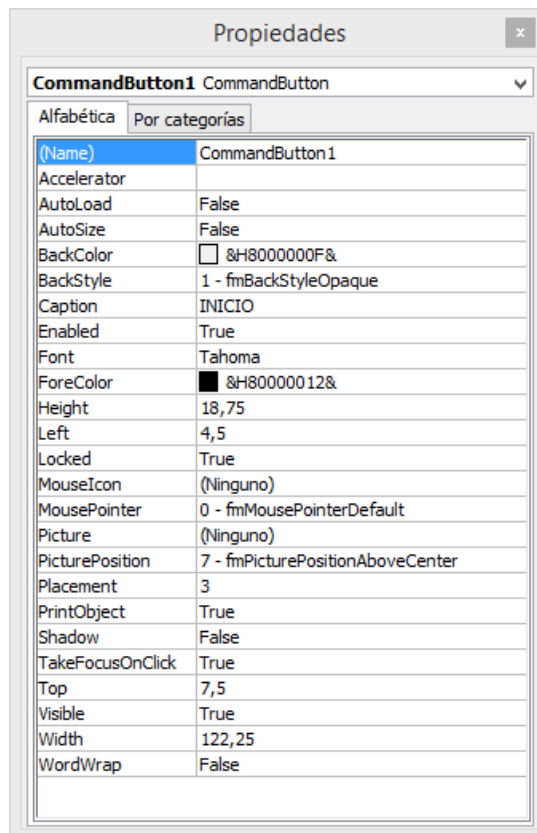 Propiedades
x
CommandButton1 CommandButton
Alfabética Por categorías
(Name) CommandButton1
Accelerator
AutoLoad False
AutoSize False
BackColor &H8000000F&
BackStyle 1 - fmBackStyleOpaque
Caption INICIO
Enabled True
Font Tahoma
ForeColor &H80000012&
Height 18,75
Left 4,5
Locked True
MouseIcon (Ninguno)
MousePointer 0 - fmMousePointerDefault
Picture (Ninguno)
PicturePosition 7 - fmPicturePositionAboveCenter
Placement 3
PrintObject True
Shadow False
TakeFocusOnClick True
Top 7,5
Visible True
Width 122,25
WordWrap False